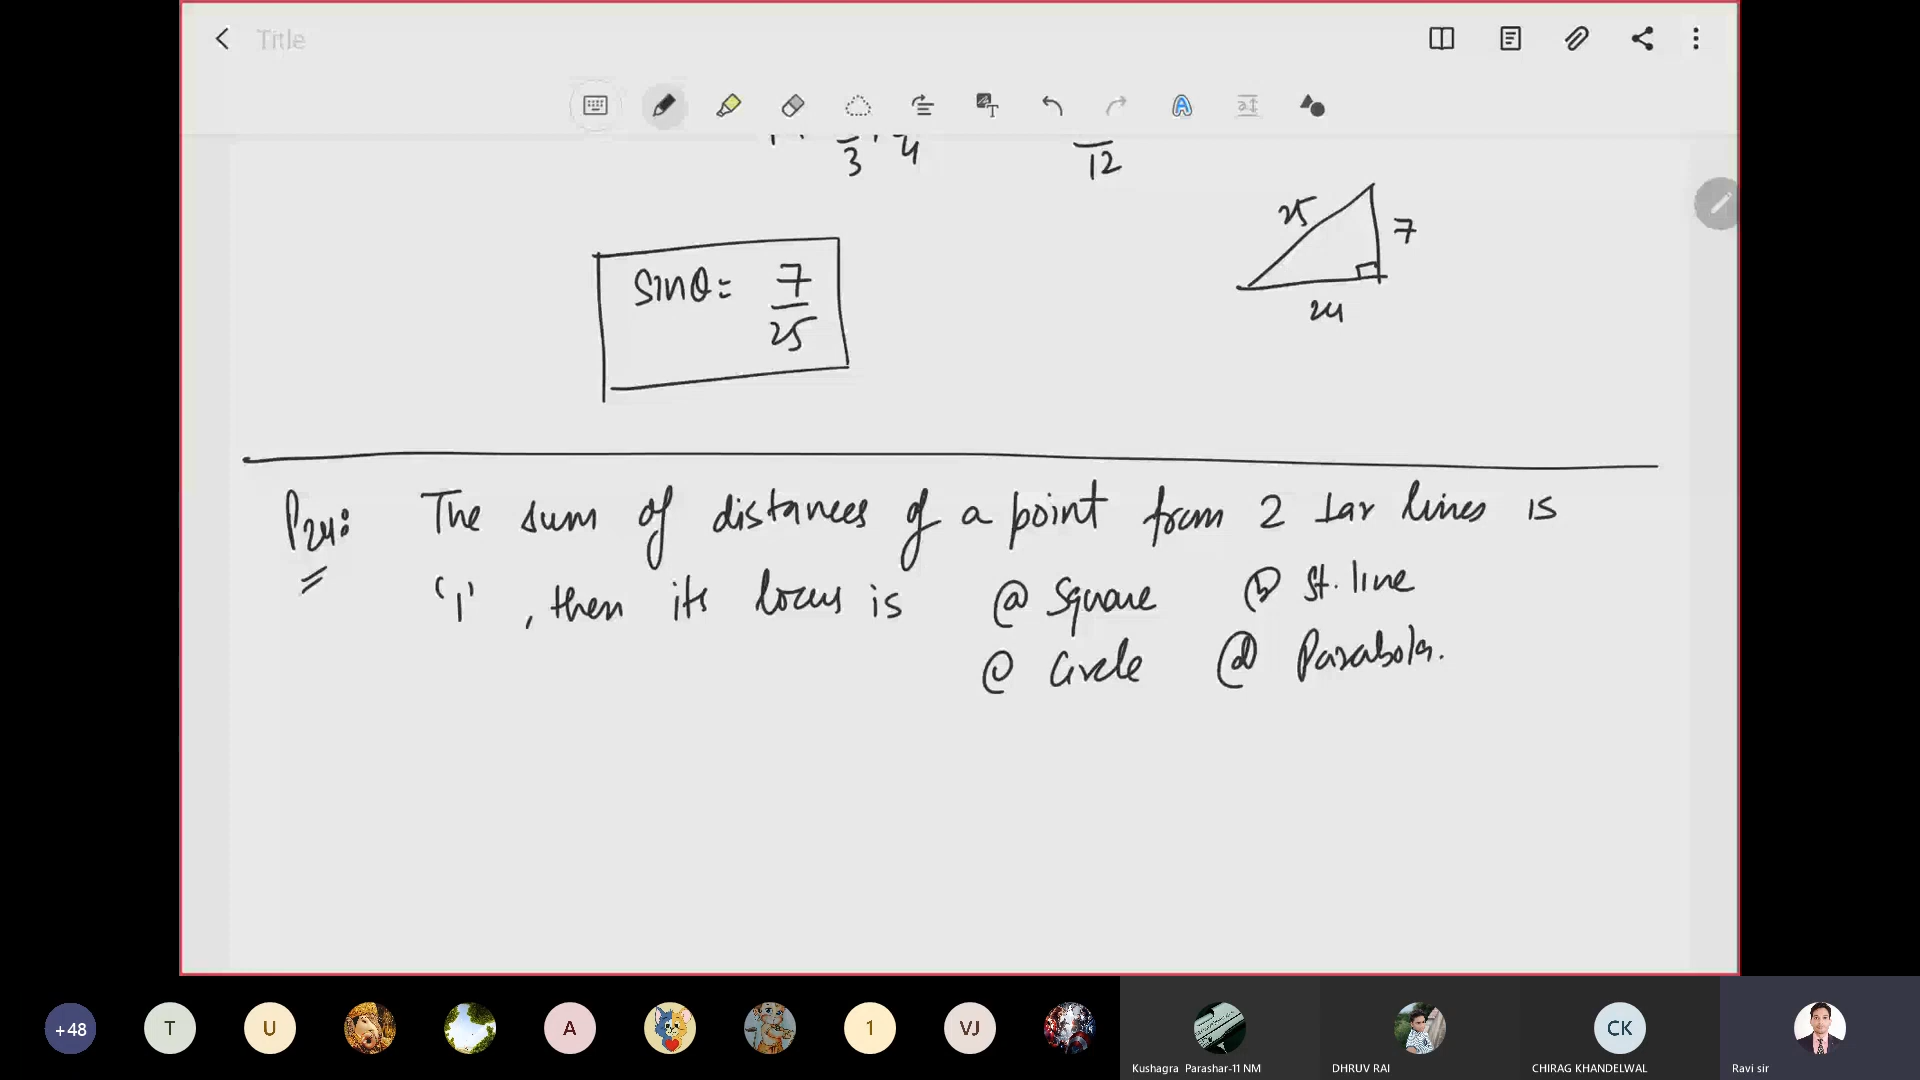 Title
3 , 4
12
25
7
24
Sinθ = 7
25
P24: The sum of distances of a point from 2 ⊥ar lines is
'1' , then its locus is (a) Square (b) St. line
(c) Circle (d) Parabola.
+48
T
U
A
1
VJ
CK
Kushagra Parashar-11 NM
DHRUV RAI
CHIRAG KHANDELWAL
Ravi sir